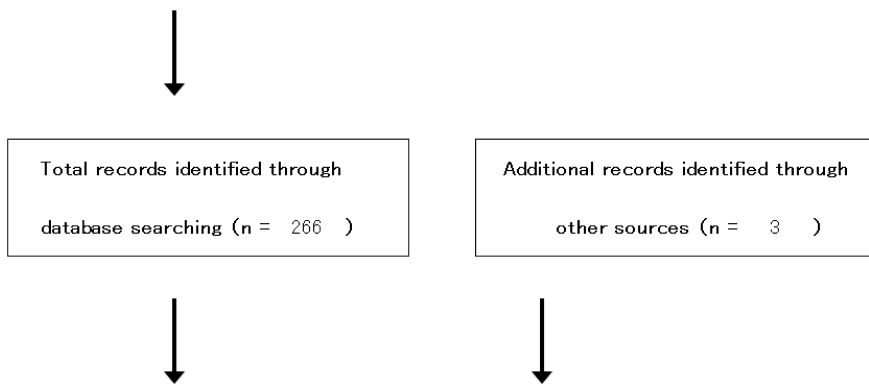 Total records identified through
database searching (n = 266 )
Additional records identified through
other sources (n = 3 )